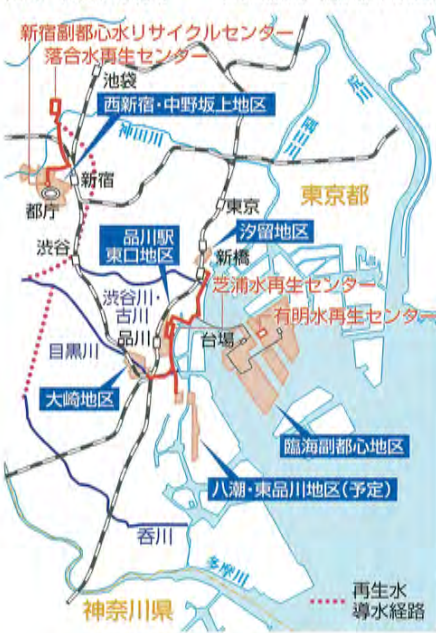 新宿副都心水リサイクルセンター
落合水再生センター
池袋
西新宿・中野坂上地区
神田川
隅田川
荒川
新宿
都庁
東京都
東京
汐留地区
品川駅
東口地区
渋谷
新橋
芝浦水再生センター
渋谷川・
古川
有明水再生センター
目黒川
品川
台場
大崎地区
臨海副都心地区
八潮・東品川地区(予定)
呑川
多摩川
神奈川県
再生水
導水経路